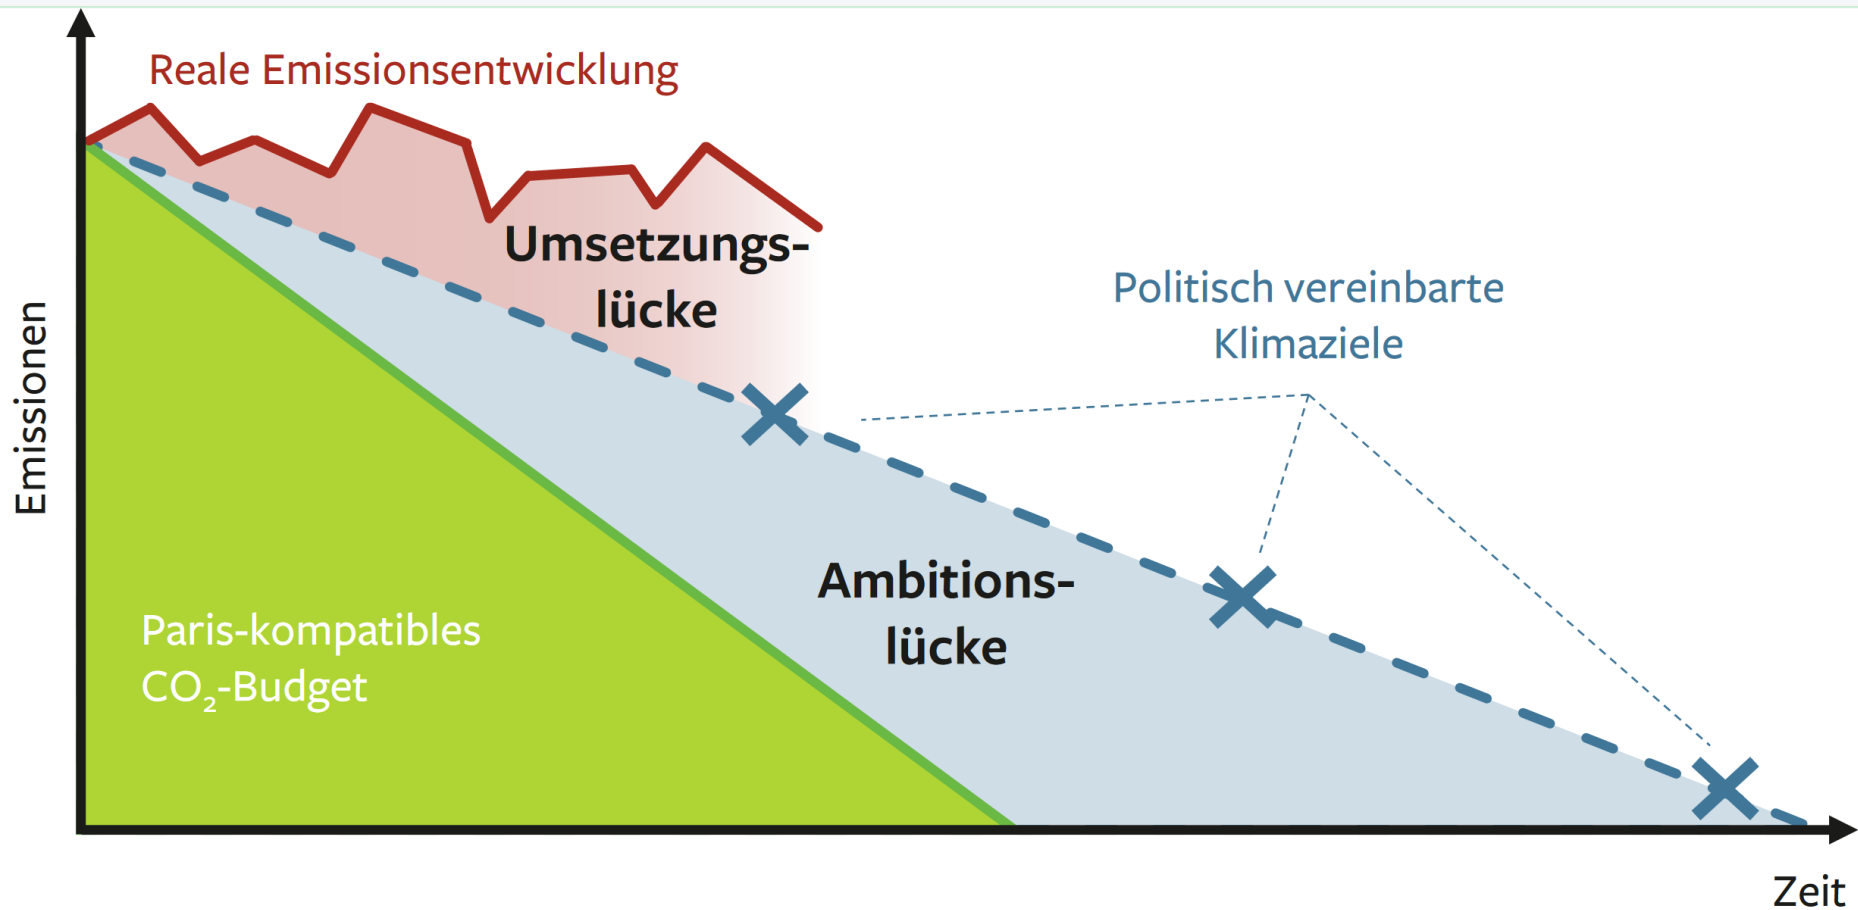 Reale Emissionsentwicklung
Umsetzungs-
lücke
Politisch vereinbarte
Klimaziele
Emissionen
Ambitions-
lücke
Paris-kompatibles
CO₂-Budget
Zeit